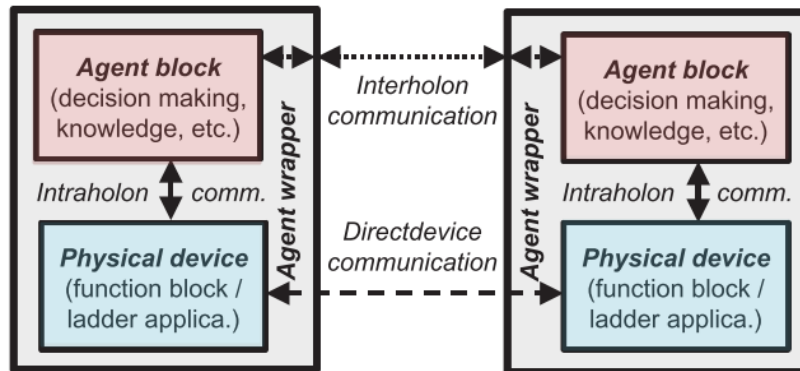 Agent block
(decision making,
knowledge, etc.)
Intraholon comm.
Physical device
(function block /
ladder applica.)
Agent wrapper
Interholon
communication
Directdevice
communication
Agent wrapper
Agent block
(decision making,
knowledge, etc.)
Intraholon comm.
Physical device
(function block /
ladder applica.)